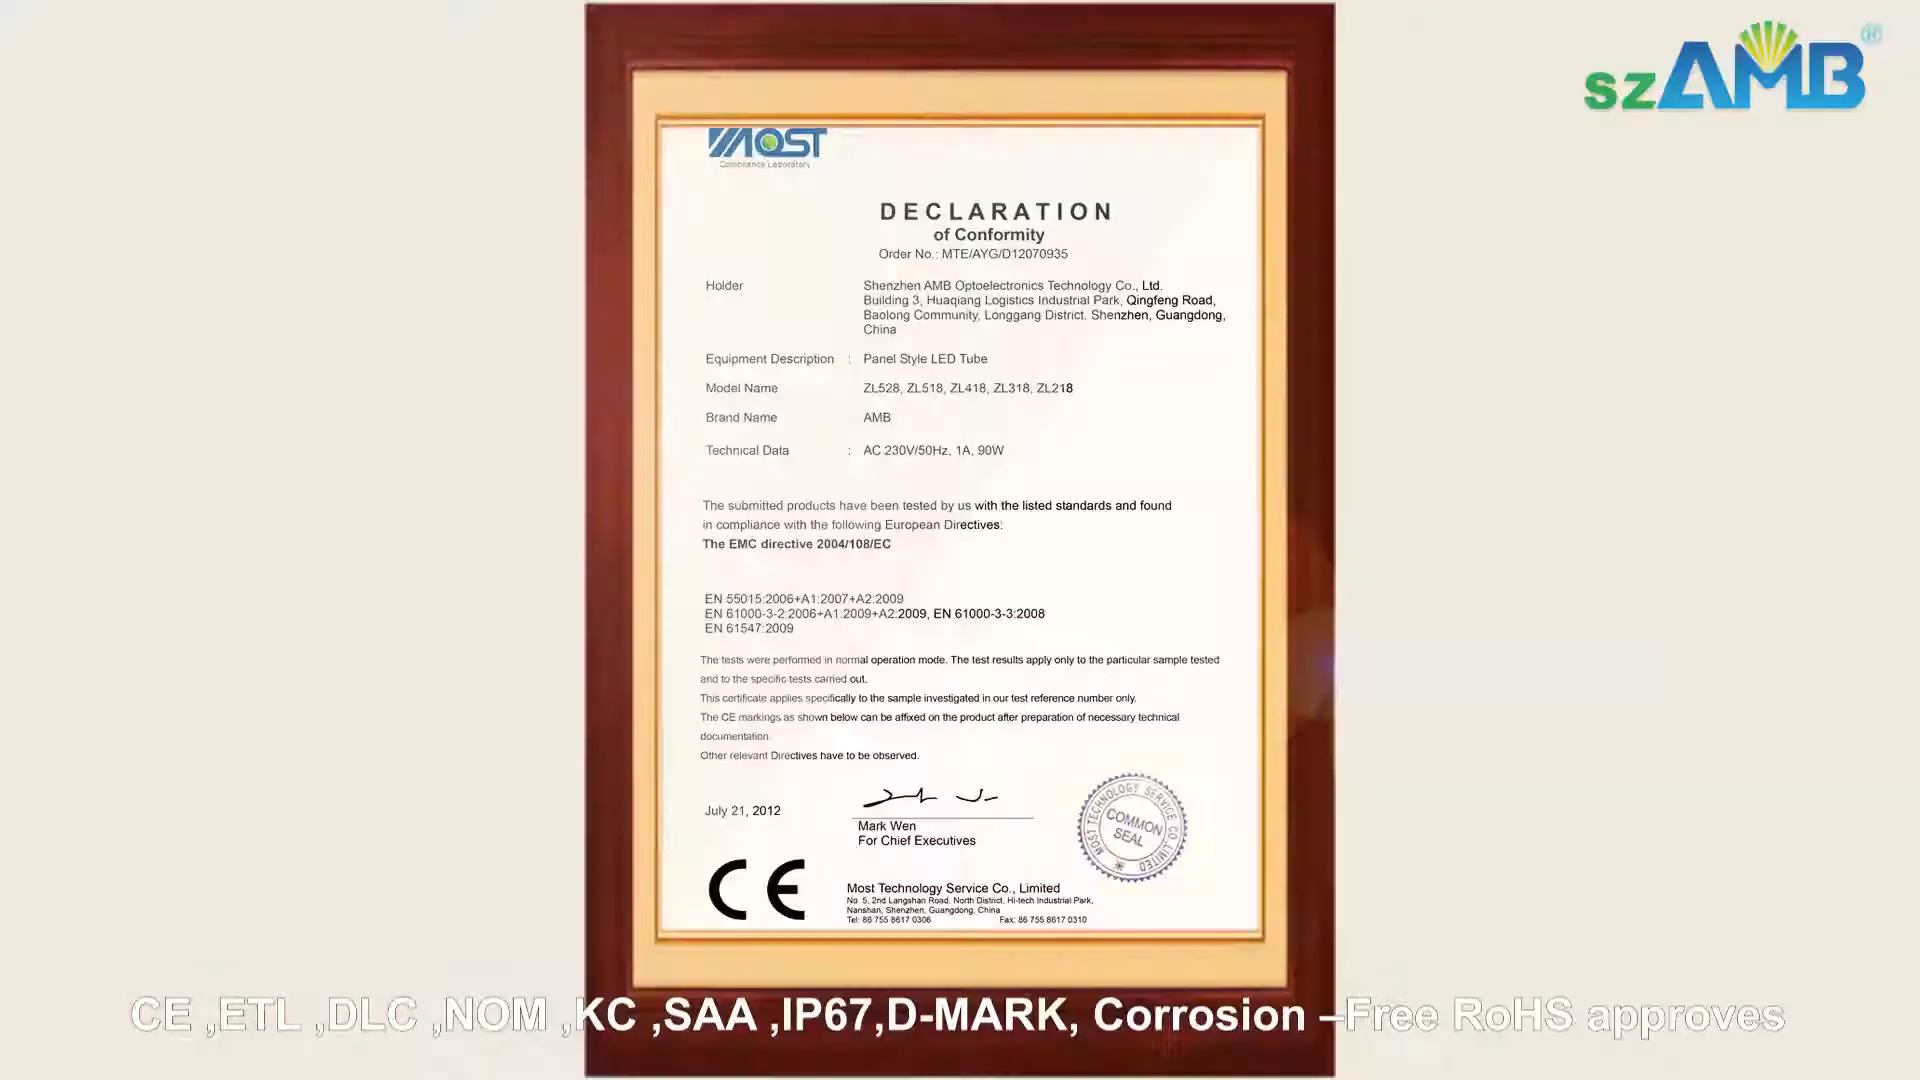 szAMB®
MOST
Compliance Laboratory
DECLARATION
of Conformity
Order No.: MTE/AYG/D12070935
Holder
Shenzhen AMB Optoelectronics Technology Co., Ltd.
Building 3, Huaqiang Logistics Industrial Park, Qingfeng Road,
Baolong Community, Longgang District. Shenzhen, Guangdong,
China
Equipment Description : Panel Style LED Tube
Model Name ZL528, ZL518, ZL418, ZL318, ZL218
Brand Name AMB
Technical Data : AC 230V/50Hz, 1A, 90W
The submitted products have been tested by us with the listed standards and found
in compliance with the following European Directives:
The EMC directive 2004/108/EC
EN 55015:2006+A1:2007+A2:2009
EN 61000-3-2:2006+A1:2009+A2:2009, EN 61000-3-3:2008
EN 61547:2009
The tests were performed in normal operation mode. The test results apply only to the particular sample tested
and to the specific tests carried out.
This certificate applies specifically to the sample investigated in our test reference number only.
The CE markings as shown below can be affixed on the product after preparation of necessary technical
documentation.
Other relevant Directives have to be observed.
July 21, 2012
Mark Wen
For Chief Executives
MOST TECHNOLOGY SERVICE CO.,LIMITED
COMMON
SEAL
CE
Most Technology Service Co., Limited
No. 5, 2nd Langshan Road, North District, Hi-tech Industrial Park,
Nanshan, Shenzhen, Guangdong, China
Tel: 86 755 8617 0306 Fax: 86 755 8617 0310
CE ,ETL ,DLC ,NOM ,KC ,SAA ,IP67,D-MARK, Corrosion –Free RoHS approves